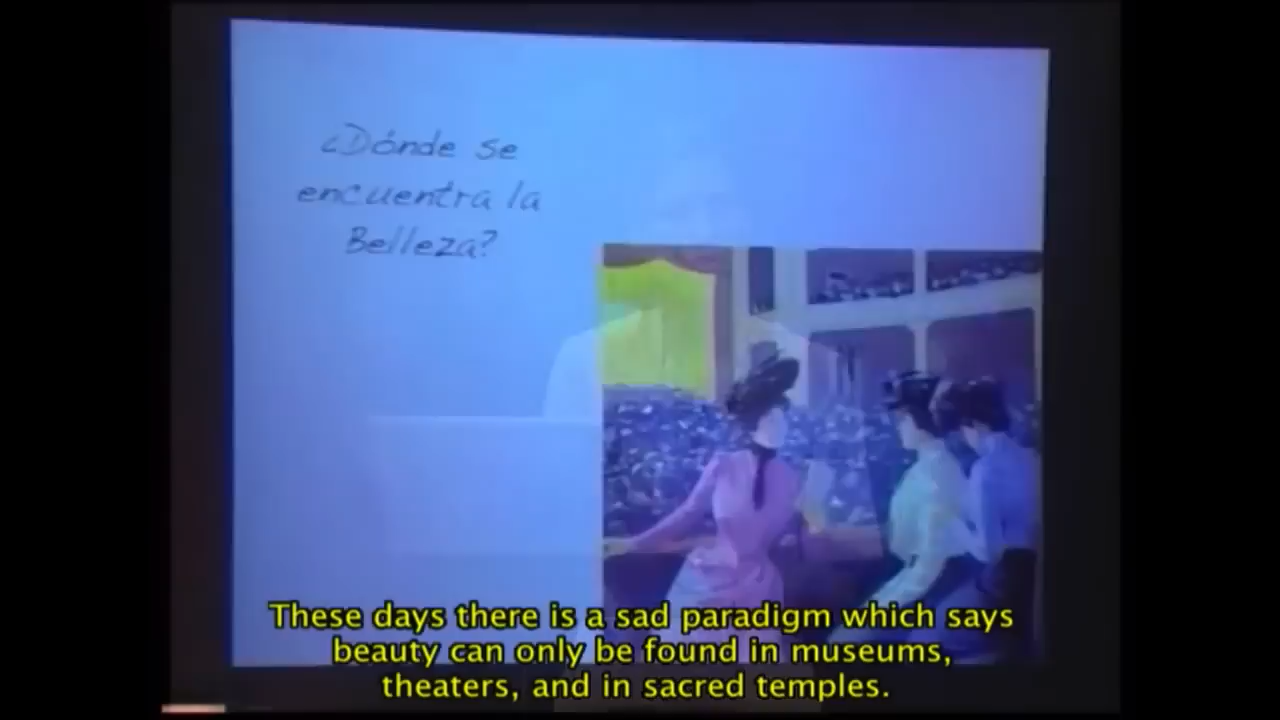 ¿Dónde se
encuentra la
Belleza?
These days there is a sad paradigm which says
beauty can only be found in museums,
theaters, and in sacred temples.